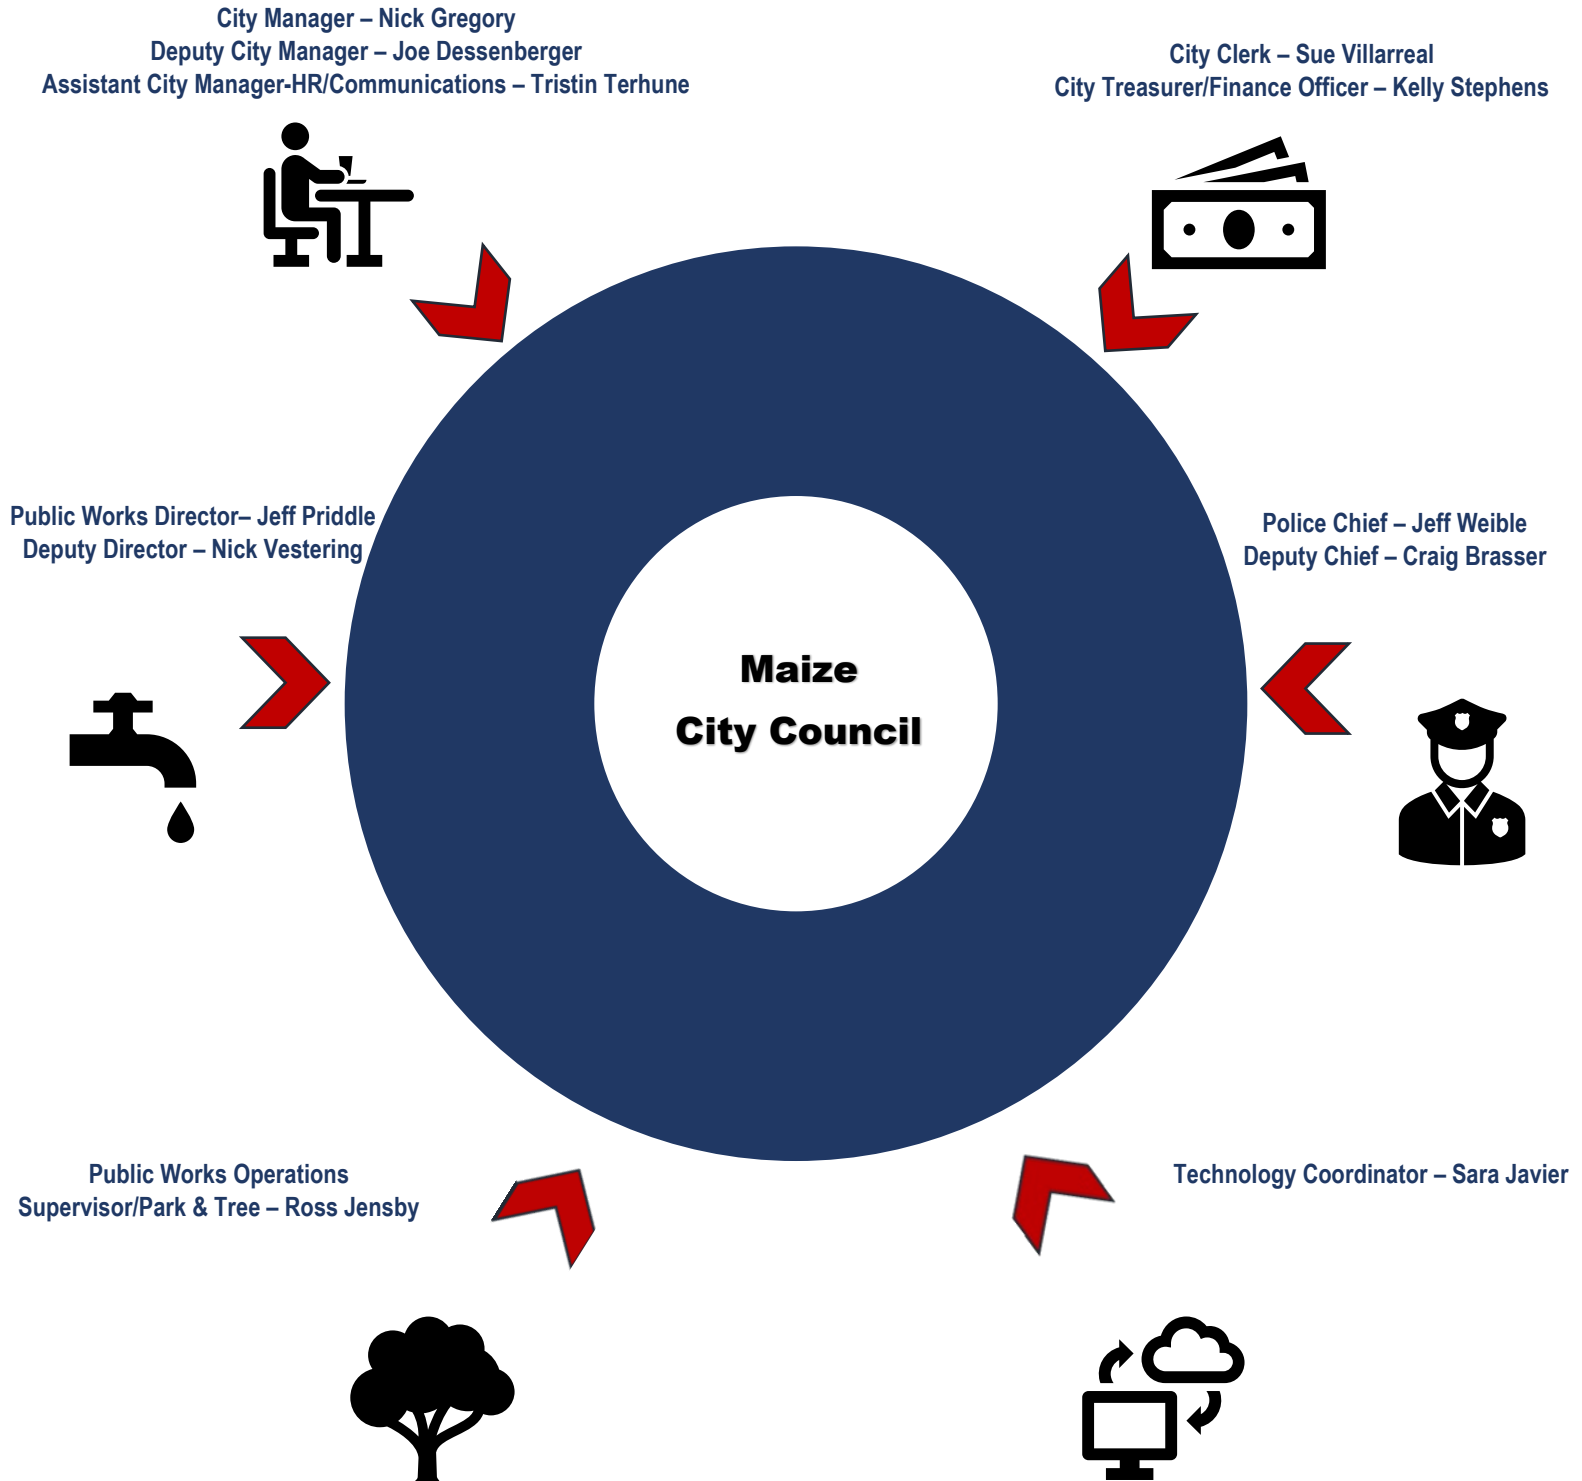 City Manager – Nick Gregory
Deputy City Manager – Joe Dessenberger
Assistant City Manager-HR/Communications – Tristin Terhune
City Clerk – Sue Villarreal
City Treasurer/Finance Officer – Kelly Stephens
Public Works Director– Jeff Priddle
Deputy Director – Nick Vestering
Police Chief – Jeff Weible
Deputy Chief – Craig Brasser
Maize
City Council
Public Works Operations
Supervisor/Park & Tree – Ross Jensby
Technology Coordinator – Sara Javier